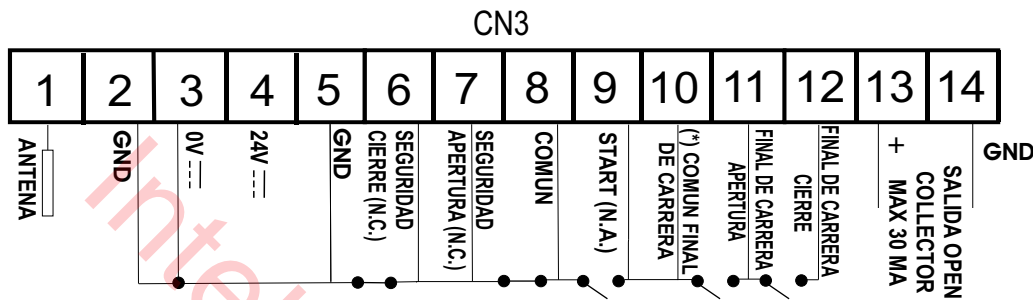 CN3
1 2 3 4 5 6 7 8 9 10 11 12 13 14
ANTENA
GND
0V
24V
GND
SEGURIDAD
CIERRE (N.C.)
SEGURIDAD
APERTURA (N.C.)
COMUN
START (N.A.)
(*) COMUN FINAL
DE CARRERA
FINAL DE CARRERA
APERTURA
FINAL DE CARRERA
CIERRE
+ MAX 30 MA
SALIDA OPEN
COLLECTOR
GND